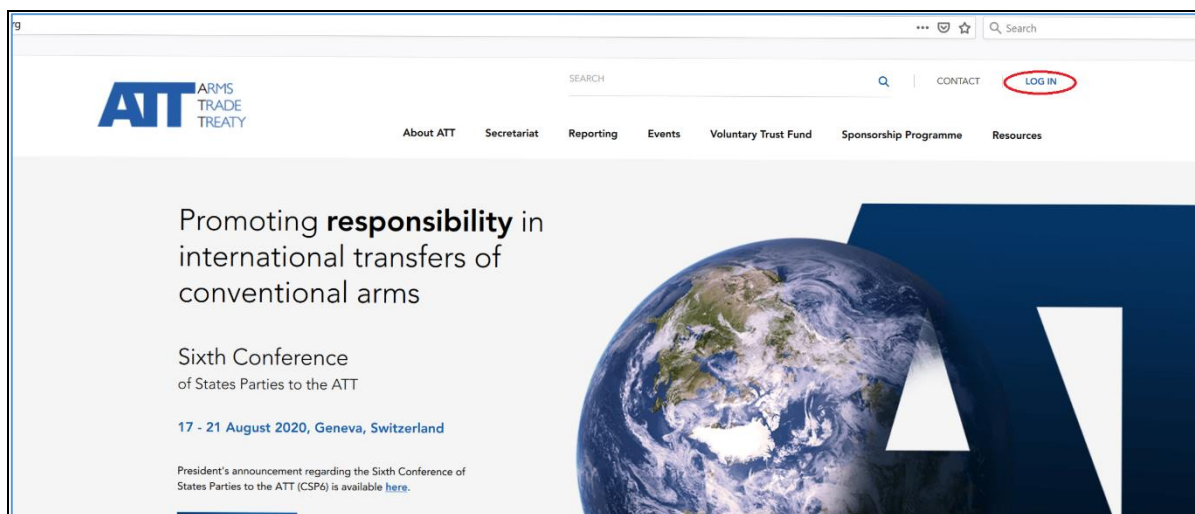 rg
Search
ATT ARMS
TRADE
TREATY
SEARCH
CONTACT
LOG IN
About ATT Secretariat Reporting Events Voluntary Trust Fund Sponsorship Programme Resources
Promoting responsibility in
international transfers of
conventional arms
Sixth Conference
of States Parties to the ATT
17 - 21 August 2020, Geneva, Switzerland
President's announcement regarding the Sixth Conference of
States Parties to the ATT (CSP6) is available here.